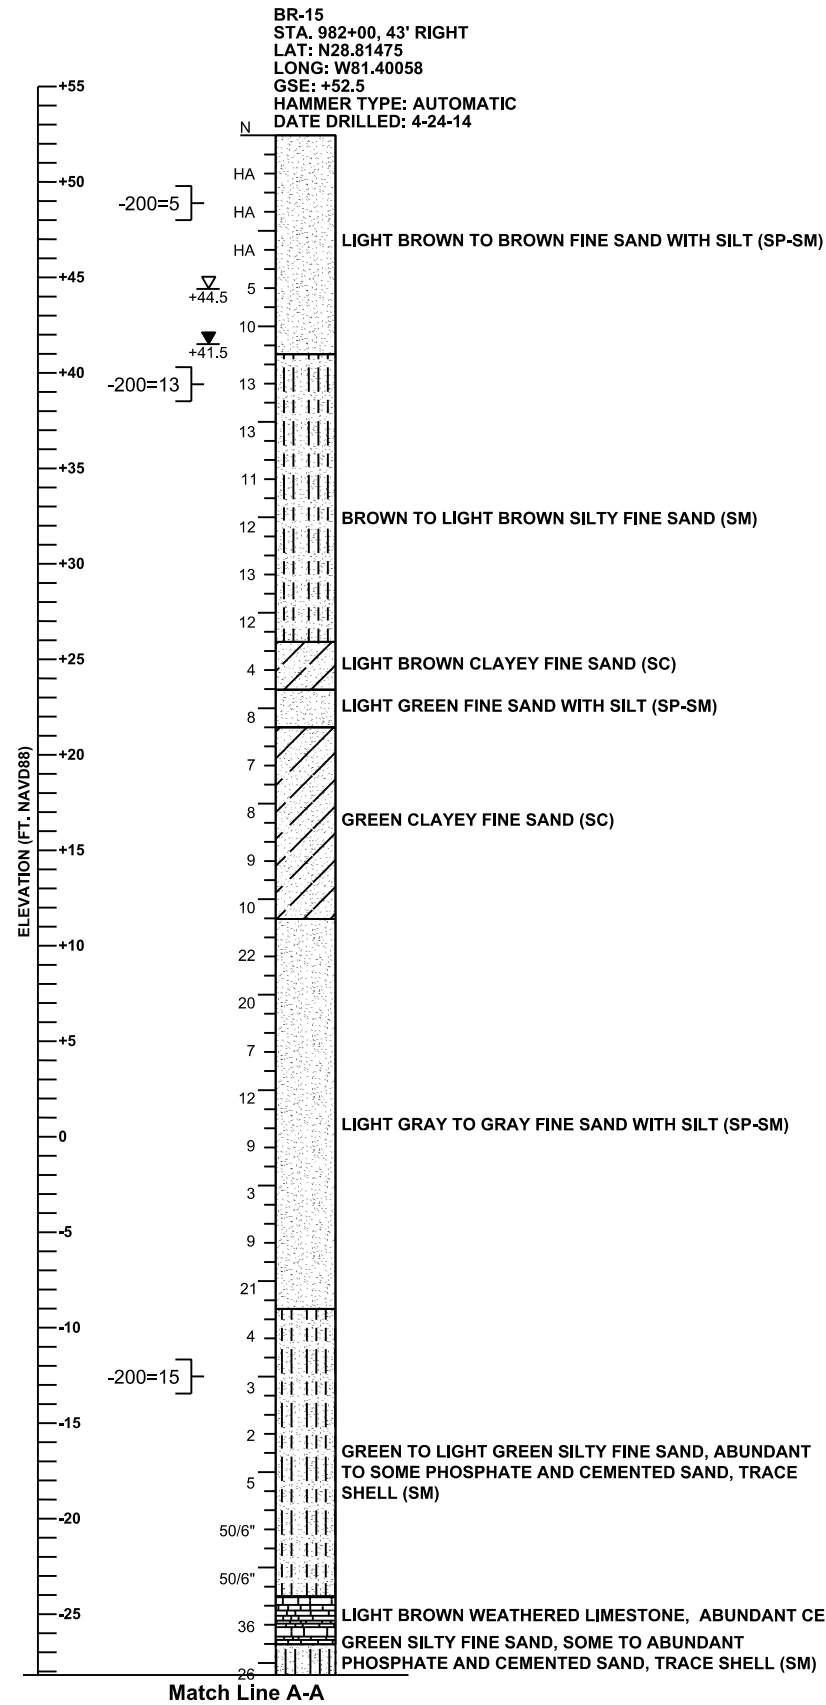 BR-15
STA. 982+00, 43' RIGHT
LAT: N28.81475
LONG: W81.40058
GSE: +52.5
HAMMER TYPE: AUTOMATIC
DATE DRILLED: 4-24-14
+55
N
HA
+50
-200=5
HA
LIGHT BROWN TO BROWN FINE SAND WITH SILT (SP-SM)
HA
+45
5
+44.5
10
+41.5
+40
-200=13
13
13
+35
11
BROWN TO LIGHT BROWN SILTY FINE SAND (SM)
12
+30
13
12
+25
LIGHT BROWN CLAYEY FINE SAND (SC)
4
LIGHT GREEN FINE SAND WITH SILT (SP-SM)
8
+20
7
ELEVATION (FT. NAVD88)
8
GREEN CLAYEY FINE SAND (SC)
+15
9
10
+10
22
20
+5
7
12
LIGHT GRAY TO GRAY FINE SAND WITH SILT (SP-SM)
0
9
3
-5
9
21
-10
4
-200=15
3
-15
2
GREEN TO LIGHT GREEN SILTY FINE SAND, ABUNDANT
TO SOME PHOSPHATE AND CEMENTED SAND, TRACE
SHELL (SM)
5
-20
50/6"
50/6"
-25
LIGHT BROWN WEATHERED LIMESTONE, ABUNDANT CE
36
GREEN SILTY FINE SAND, SOME TO ABUNDANT
PHOSPHATE AND CEMENTED SAND, TRACE SHELL (SM)
26
Match Line A-A